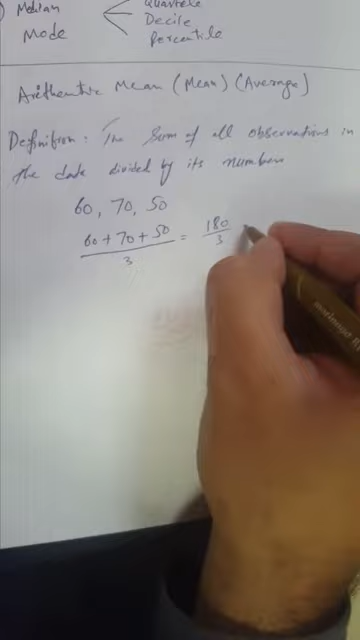 Median Quartile
Decile
Mode Percentile
Arithmetic Mean (Mean) (Average)
Definition: The Sum of all observations in
the data divided by its numbers
60, 70, 50
60 + 70 + 50 / 3 = 180 / 3